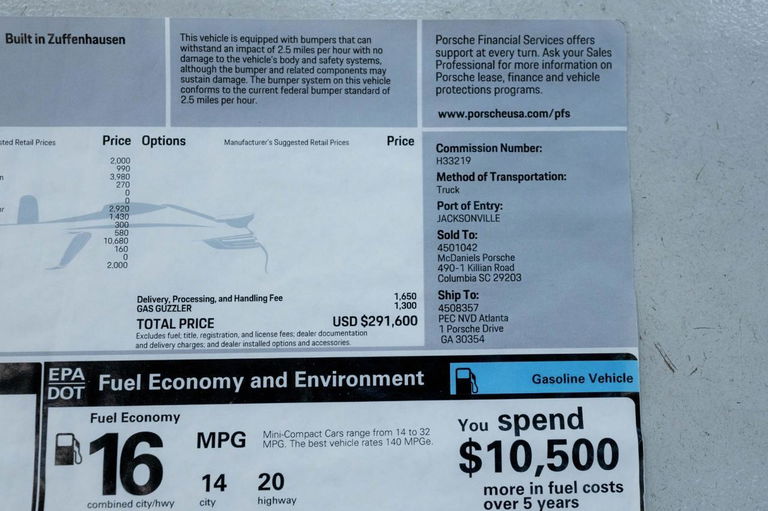 Built in Zuffenhausen
This vehicle is equipped with bumpers that can
withstand an impact of 2.5 miles per hour with no
damage to the vehicle's body and safety systems,
although the bumper and related components may
sustain damage. The bumper system on this vehicle
conforms to the current federal bumper standard of
2.5 miles per hour.
Porsche Financial Services offers
support at every turn. Ask your Sales
Professional for more information on
Porsche lease, finance and vehicle
protections programs.
www.porscheusa.com/pfs
sted Retail Prices Price Options Manufacturer's Suggested Retail Prices Price
2,000
990
n 3,980
270
0
0
or 2,920
1,430
300
580
10,680
160
0
2,000
Delivery, Processing, and Handling Fee 1,650
GAS GUZZLER 1,300
TOTAL PRICE USD $291,600
Excludes fuel; title, registration, and license fees; dealer documentation
and delivery charges; and dealer installed options and accessories.
Commission Number:
H33219
Method of Transportation:
Truck
Port of Entry:
JACKSONVILLE
Sold To:
4501042
McDaniels Porsche
490-1 Killian Road
Columbia SC 29203
Ship To:
4508357
PEC NVD Atlanta
1 Porsche Drive
GA 30354
EPA
DOT
Fuel Economy and Environment
Gasoline Vehicle
Fuel Economy
16
MPG
combined city/hwy
14
city
20
highway
Mini-Compact Cars range from 14 to 32
MPG. The best vehicle rates 140 MPGe.
You spend
$10,500
more in fuel costs
over 5 years